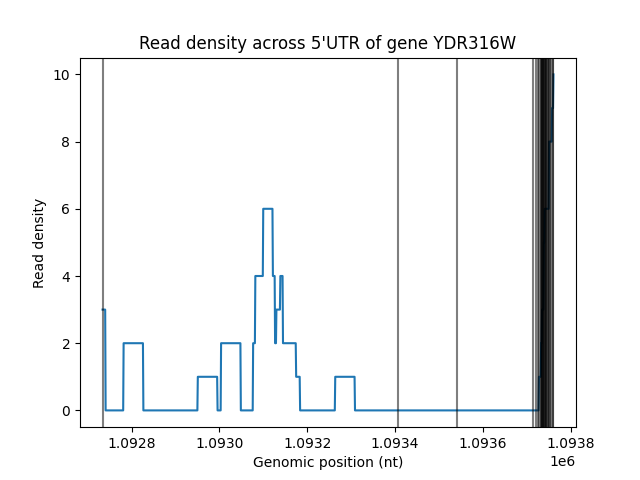 Read density across 5'UTR of gene YDR316W
Read density
10
8
6
4
2
0
1.0928 1.0930 1.0932 1.0934 1.0936 1.0938
1e6
Genomic position (nt)